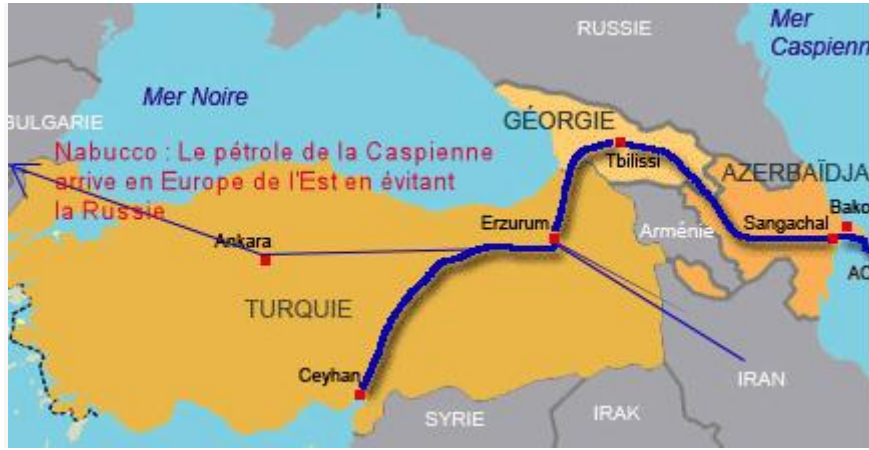 RUSSIE
Mer
Caspienn
Mer Noire
BULGARIE
GÉORGIE
Nabucco : Le pétrole de la Caspienne
arrive en Europe de l'Est en évitant
la Russie
Tbilissi
AZERBAÏDJA
Bako
Erzurum
Arménie
Sangachal
Ankara
AC
TURQUIE
Ceyhan
IRAN
SYRIE
IRAK